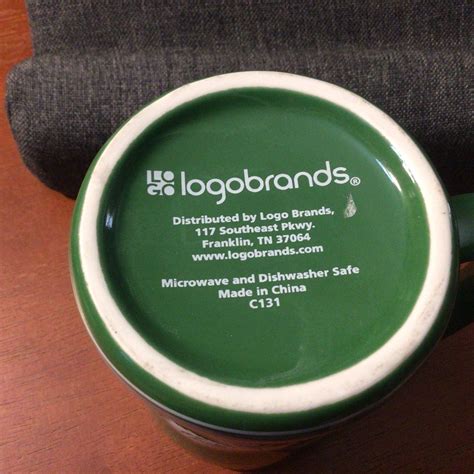 LOGO logobrands®
Distributed by Logo Brands,
117 Southeast Pkwy.
Franklin, TN 37064
www.logobrands.com
Microwave and Dishwasher Safe
Made in China
C131